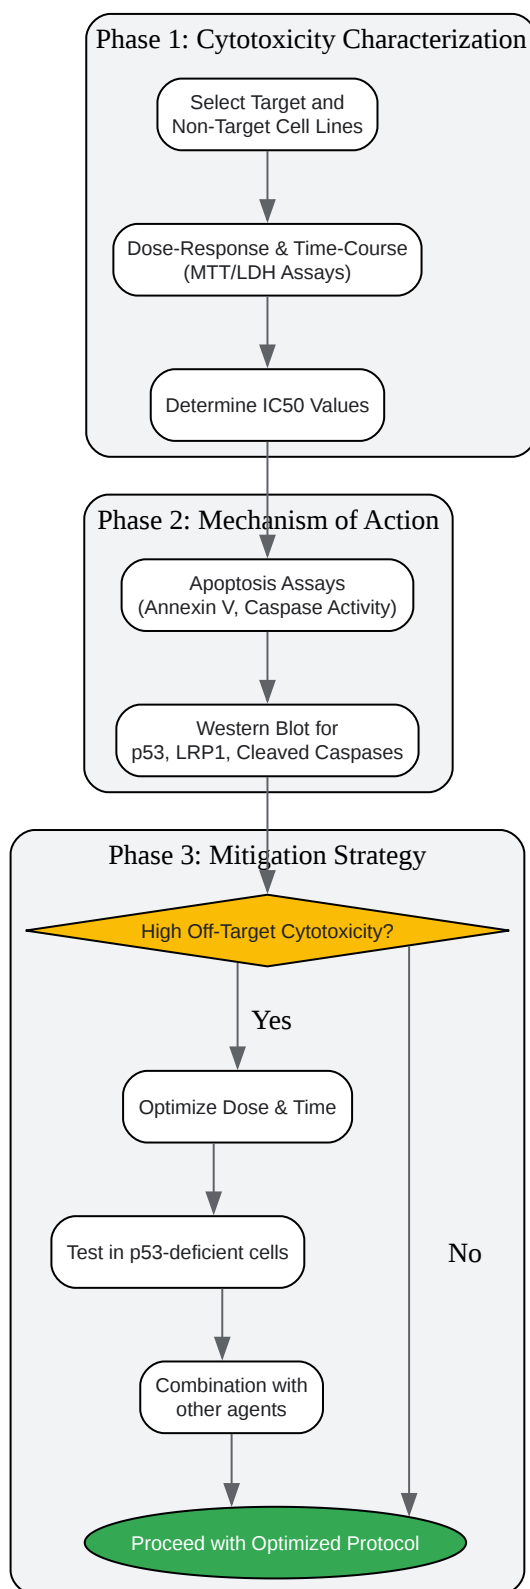 Phase 1: Cytotoxicity Characterization
Select Target and
Non-Target Cell Lines
Dose-Response & Time-Course
(MTT/LDH Assays)
Determine IC50 Values
Phase 2: Mechanism of Action
Apoptosis Assays
(Annexin V, Caspase Activity)
Western Blot for
p53, LRP1, Cleaved Caspases
Phase 3: Mitigation Strategy
High Off-Target Cytotoxicity?
Yes
Optimize Dose & Time
Test in p53-deficient cells
No
Combination with
other agents
Proceed with Optimized Protocol